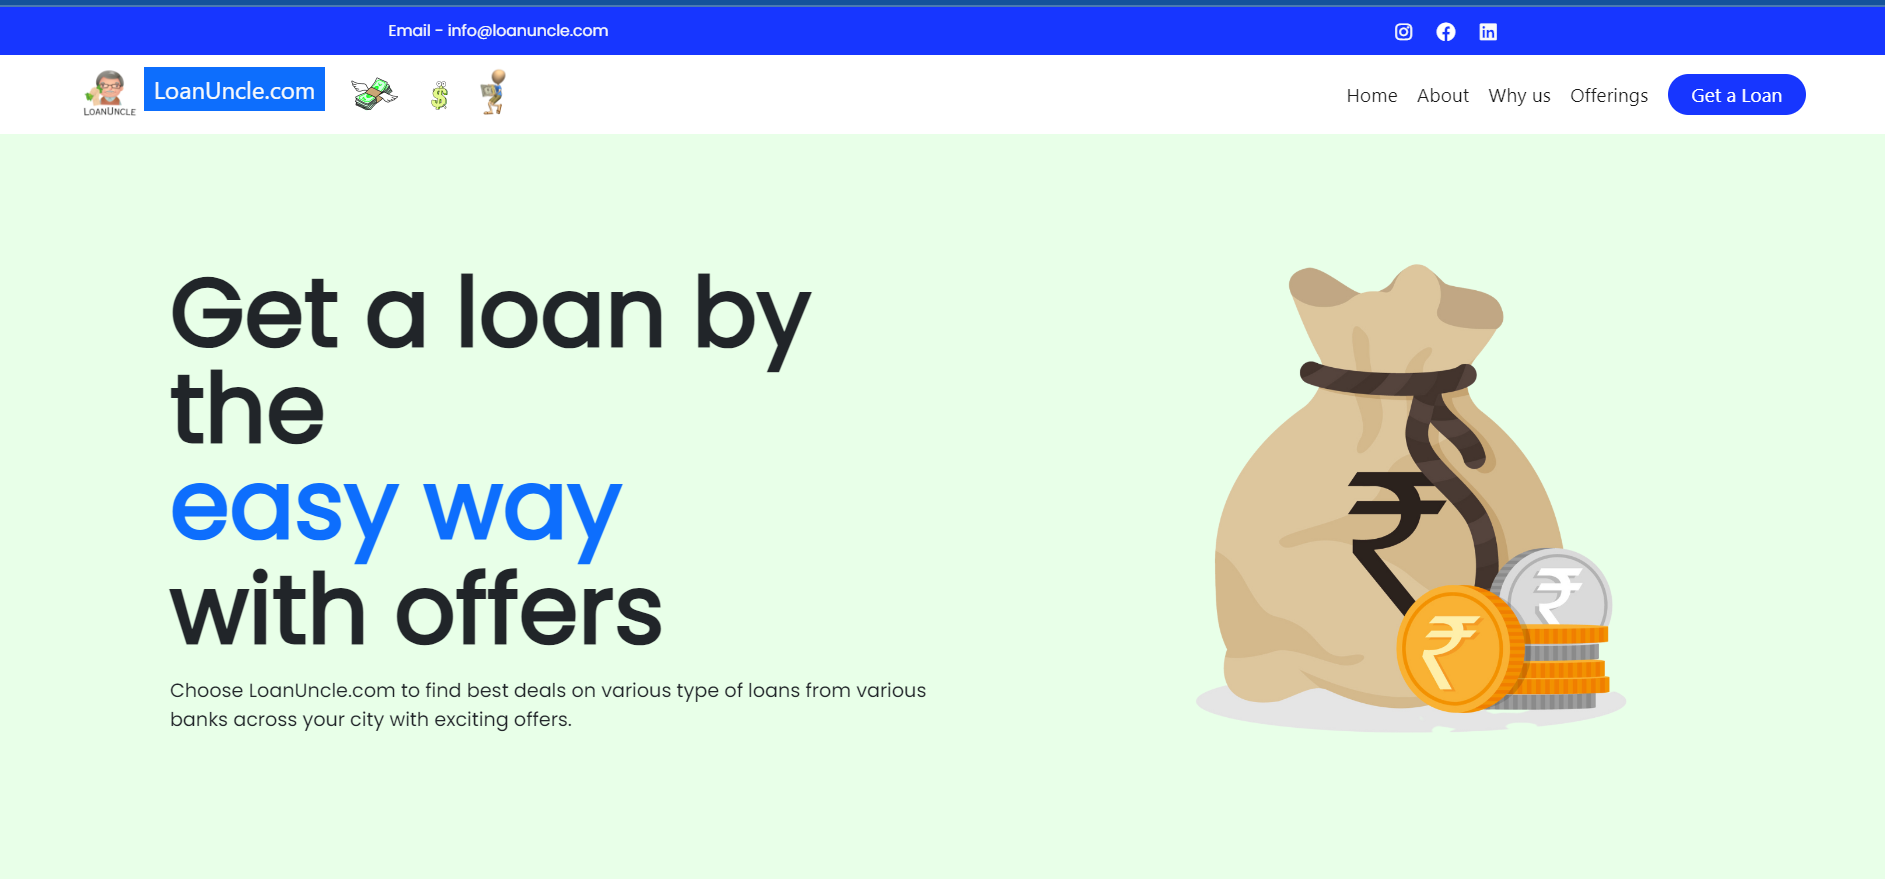 Email - info@loanuncle.com
LOANUNCLE
LoanUncle.com
$
Home About Why us Offerings Get a Loan
Get a loan by
the
easy way
with offers
Choose LoanUncle.com to find best deals on various type of loans from various
banks across your city with exciting offers.
₹
₹
₹